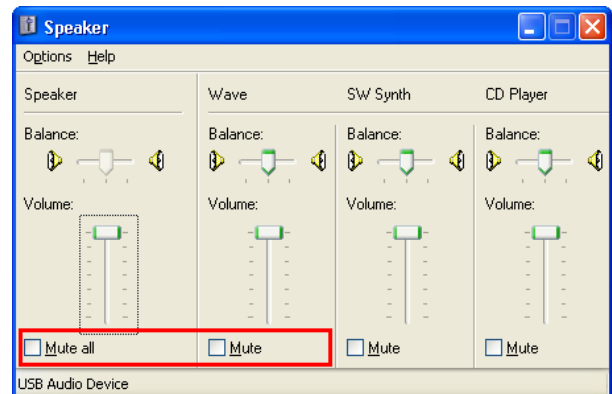 Speaker
Options Help
Speaker Wave SW Synth CD Player
Balance: Balance: Balance: Balance:
Volume: Volume: Volume: Volume:
Mute all Mute Mute Mute
USB Audio Device